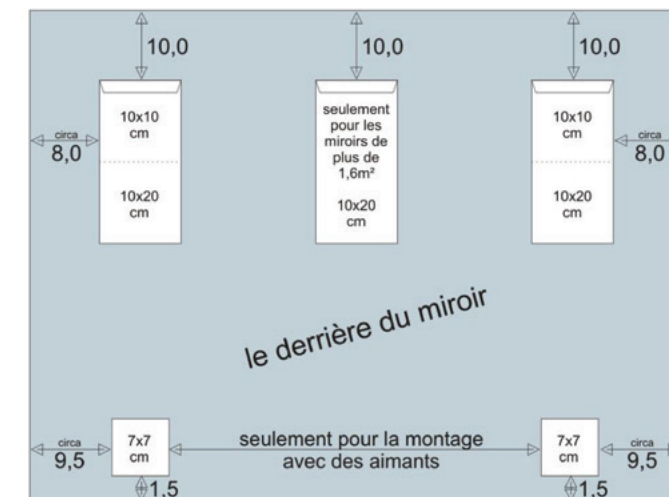 10,0
10,0
10,0
10x10
cm
10x20
cm
seulement
pour les
miroirs de
plus de
1,6m²
10x20
cm
10x10
cm
10x20
cm
circa
8,0
circa
8,0
le derrière du miroir
circa
9,5
7x7
cm
seulement pour la montage
avec des aimants
7x7
cm
circa
9,5
1,5
1,5